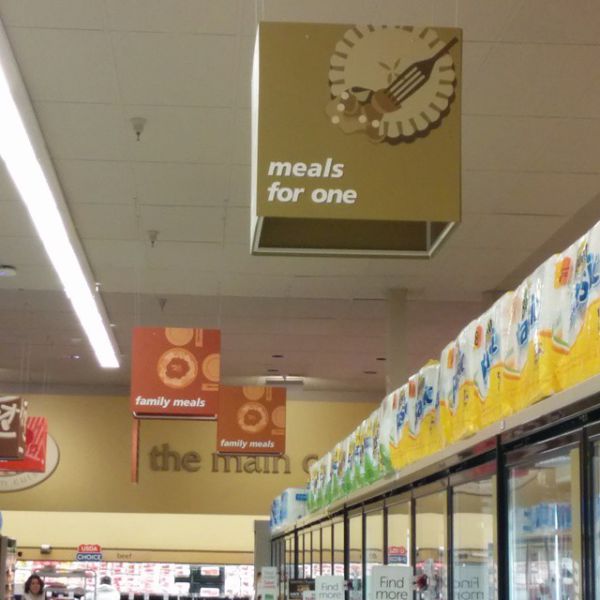 meals
for one
family meals
family meals
the main
USDA
CHOICE
beef
Find
more
Find
more